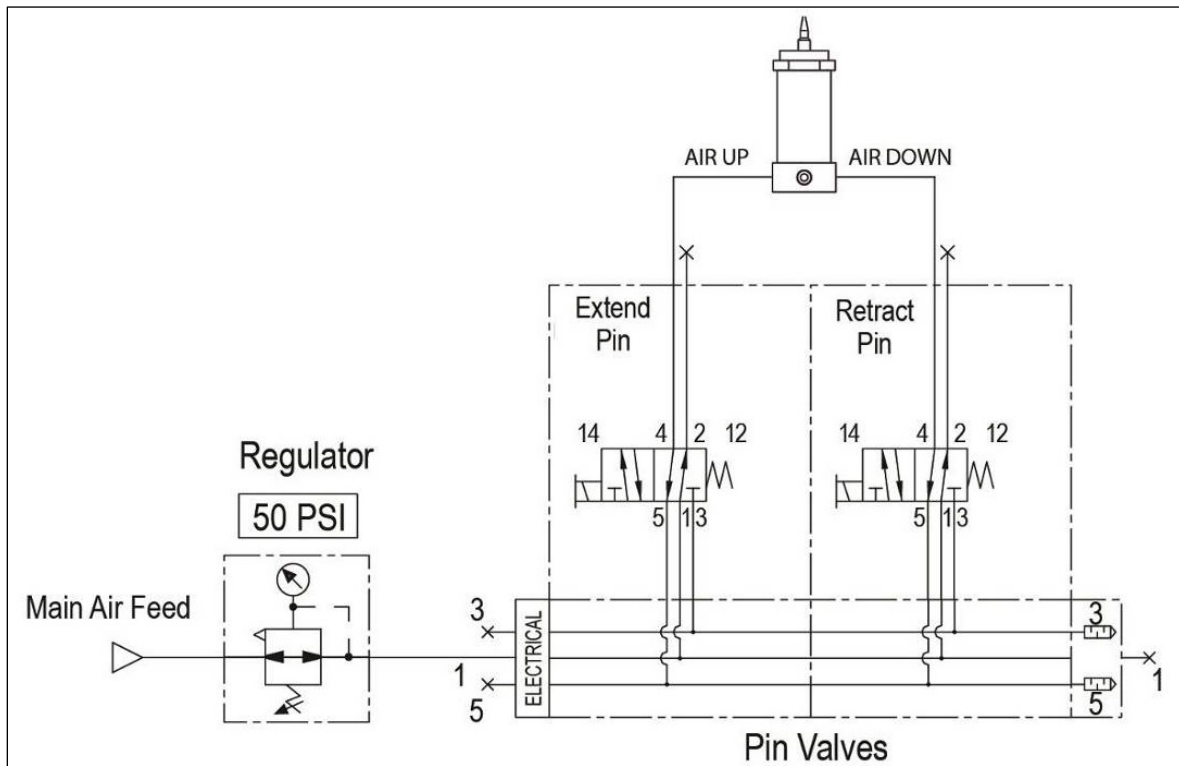 AIR UP
AIR DOWN
Extend
Pin
Retract
Pin
14 4 2 12
14 4 2 12
5 1 3
5 1 3
Regulator
50 PSI
Main Air Feed
3
1
5
ELECTRICAL
3
5
1
Pin Valves